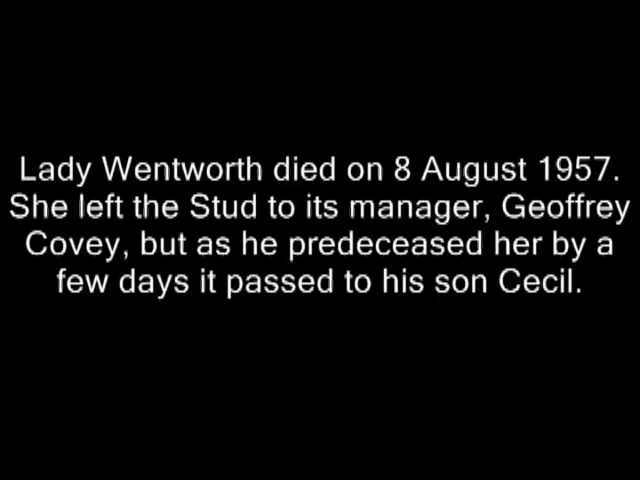 Lady Wentworth died on 8 August 1957.
She left the Stud to its manager, Geoffrey
Covey, but as he predeceased her by a
few days it passed to his son Cecil.